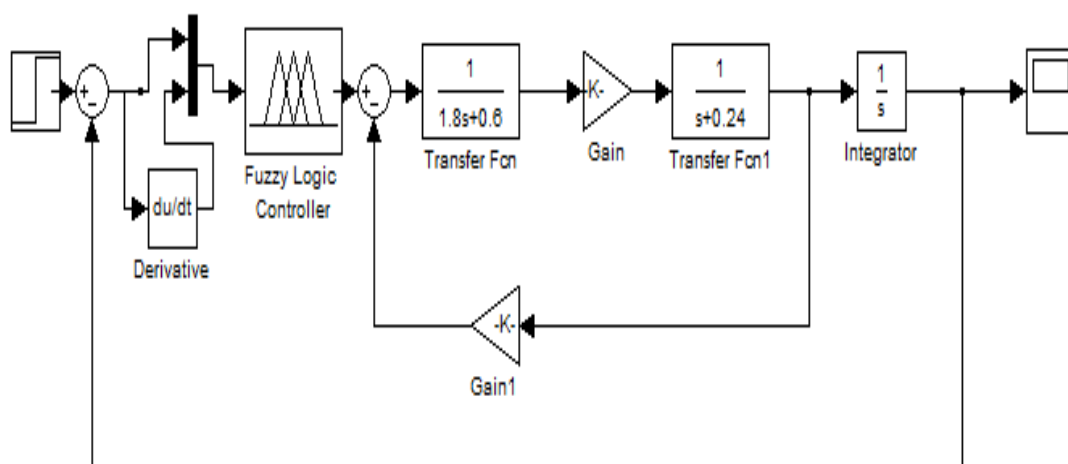 +
-
du/dt
Derivative
Fuzzy Logic
Controller
+
-
1
1.8s+0.6
Transfer Fcn
K-
Gain
1
s+0.24
Transfer Fcn1
1
s
Integrator
-K-
Gain1